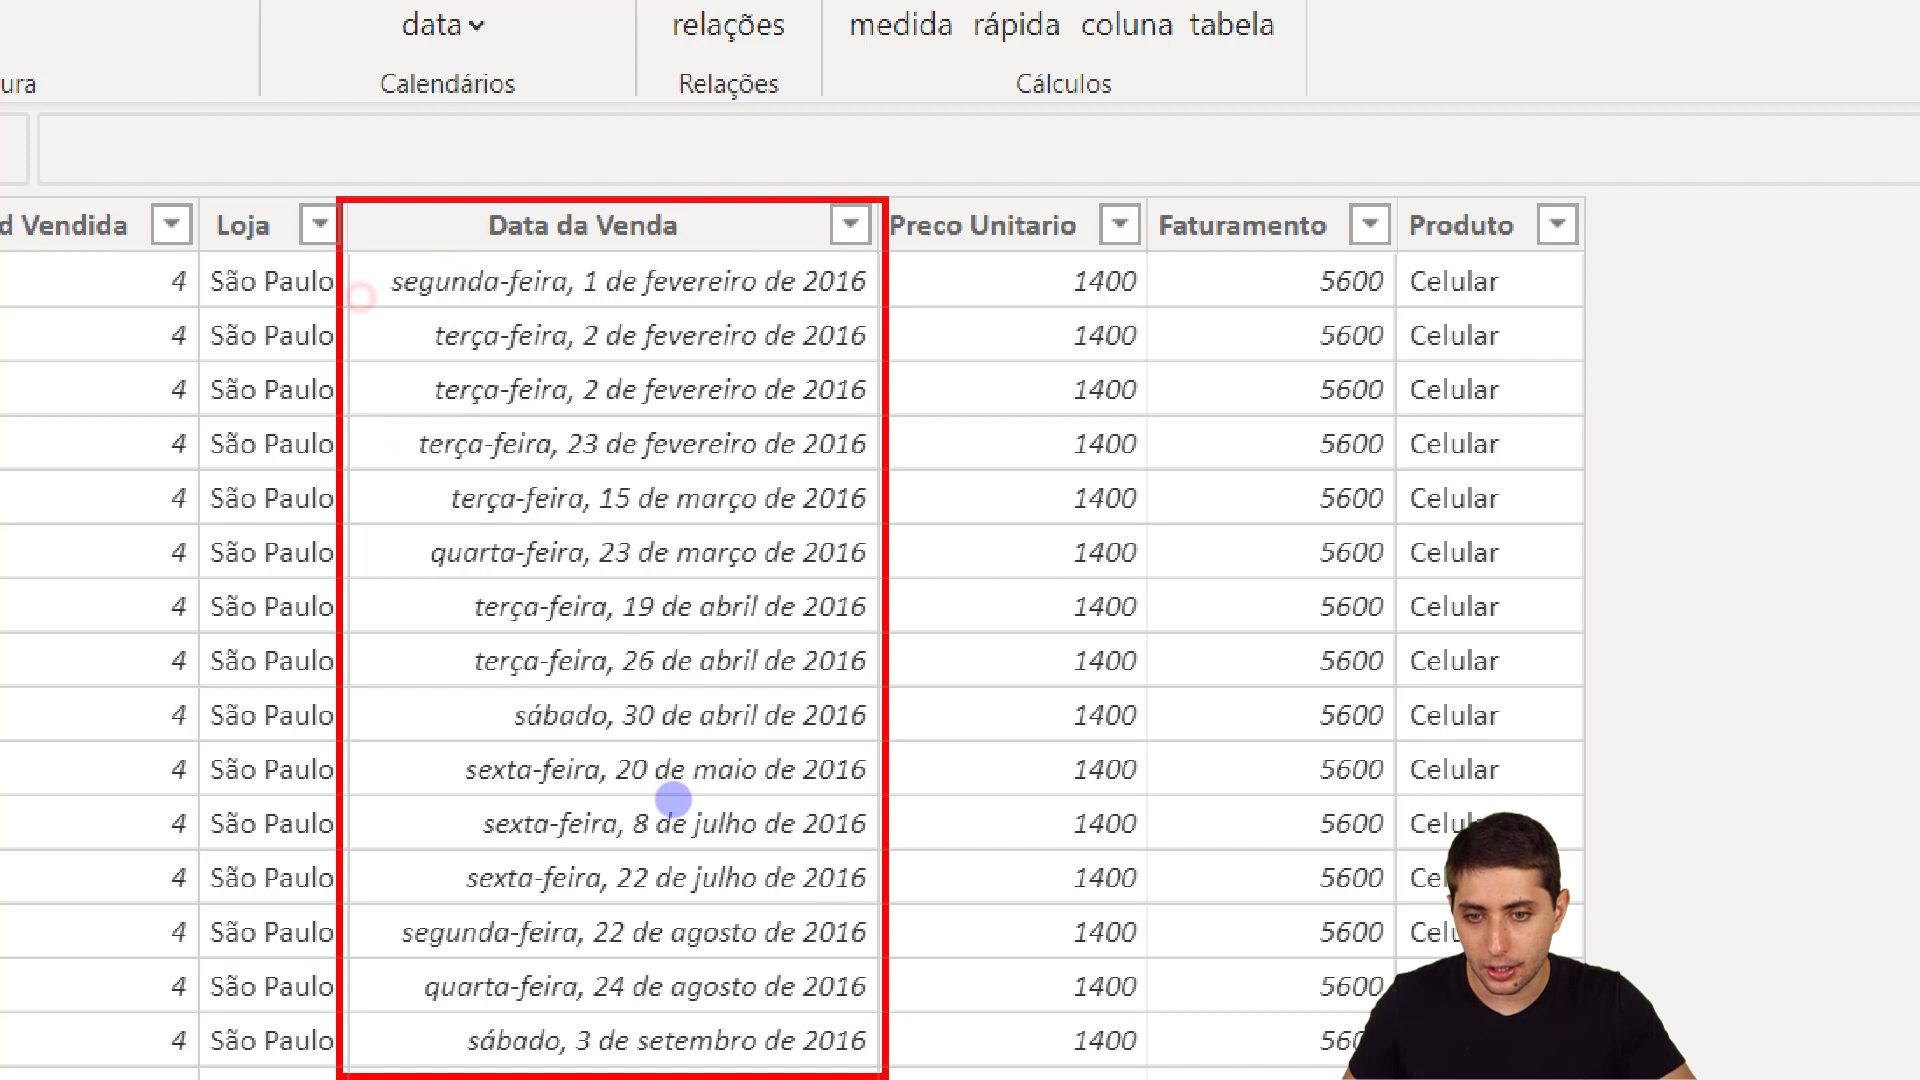 data
relações
medida rápida coluna tabela
ura
Calendários
Relações
Cálculos
d Vendida Loja Data da Venda Preco Unitario Faturamento Produto
4 São Paulo segunda-feira, 1 de fevereiro de 2016 1400 5600 Celular
4 São Paulo terça-feira, 2 de fevereiro de 2016 1400 5600 Celular
4 São Paulo terça-feira, 2 de fevereiro de 2016 1400 5600 Celular
4 São Paulo terça-feira, 23 de fevereiro de 2016 1400 5600 Celular
4 São Paulo terça-feira, 15 de março de 2016 1400 5600 Celular
4 São Paulo quarta-feira, 23 de março de 2016 1400 5600 Celular
4 São Paulo terça-feira, 19 de abril de 2016 1400 5600 Celular
4 São Paulo terça-feira, 26 de abril de 2016 1400 5600 Celular
4 São Paulo sábado, 30 de abril de 2016 1400 5600 Celular
4 São Paulo sexta-feira, 20 de maio de 2016 1400 5600 Celular
4 São Paulo sexta-feira, 8 de julho de 2016 1400 5600 Celul
4 São Paulo sexta-feira, 22 de julho de 2016 1400 5600 Cel
4 São Paulo segunda-feira, 22 de agosto de 2016 1400 5600 Celu
4 São Paulo quarta-feira, 24 de agosto de 2016 1400 5600
4 São Paulo sábado, 3 de setembro de 2016 1400 560